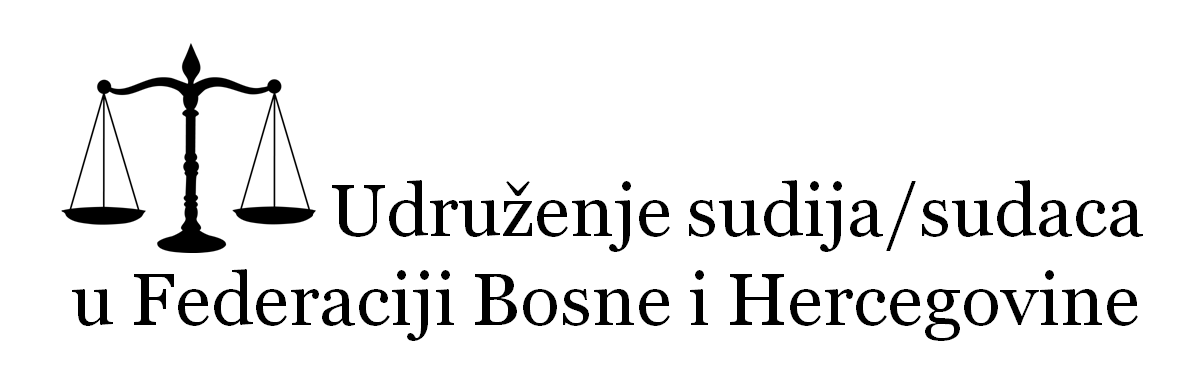 Udruženje sudija/sudaca
u Federaciji Bosne i Hercegovine